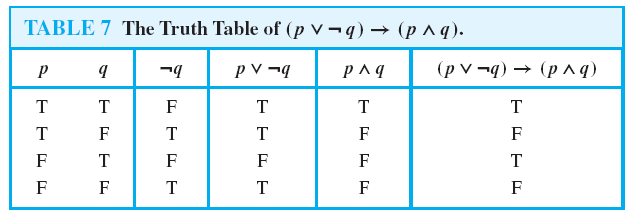 TABLE 7 The Truth Table of (p ∨ ¬ q) → (p ∧ q).
p q ¬q p ∨ ¬q p ∧ q (p ∨ ¬q) → (p ∧ q)
T T F T T T
T F T T F F
F T F F F T
F F T T F F